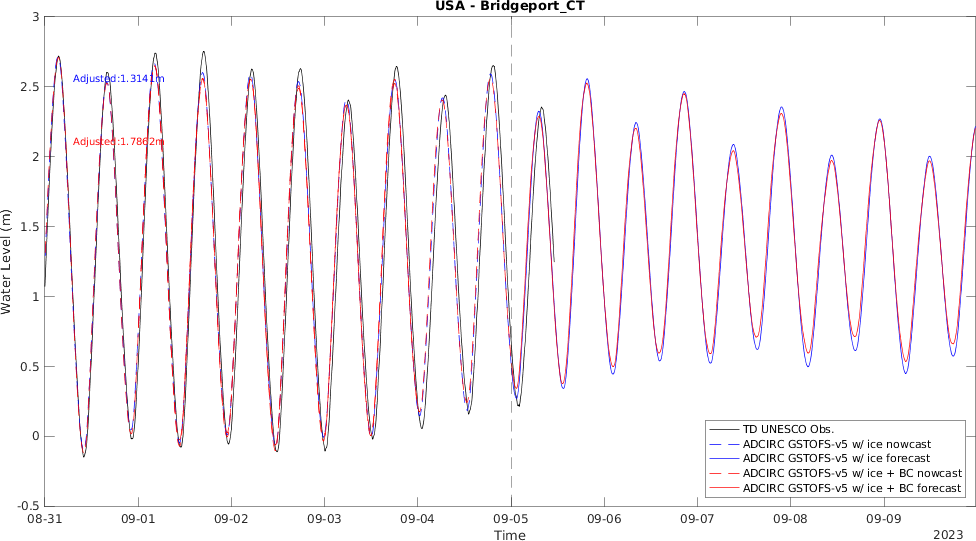 USA - Bridgeport_CT
3
2.5
2
1.5
1
0.5
0
-0.5
Water Level (m)
Adjusted:1.3141m
Adjusted:1.7862m
TD UNESCO Obs.
ADCIRC GSTOFS-v5 w/ ice nowcast
ADCIRC GSTOFS-v5 w/ ice forecast
ADCIRC GSTOFS-v5 w/ ice + BC nowcast
ADCIRC GSTOFS-v5 w/ ice + BC forecast
08-31 09-01 09-02 09-03 09-04 09-05 09-06 09-07 09-08 09-09
Time
2023